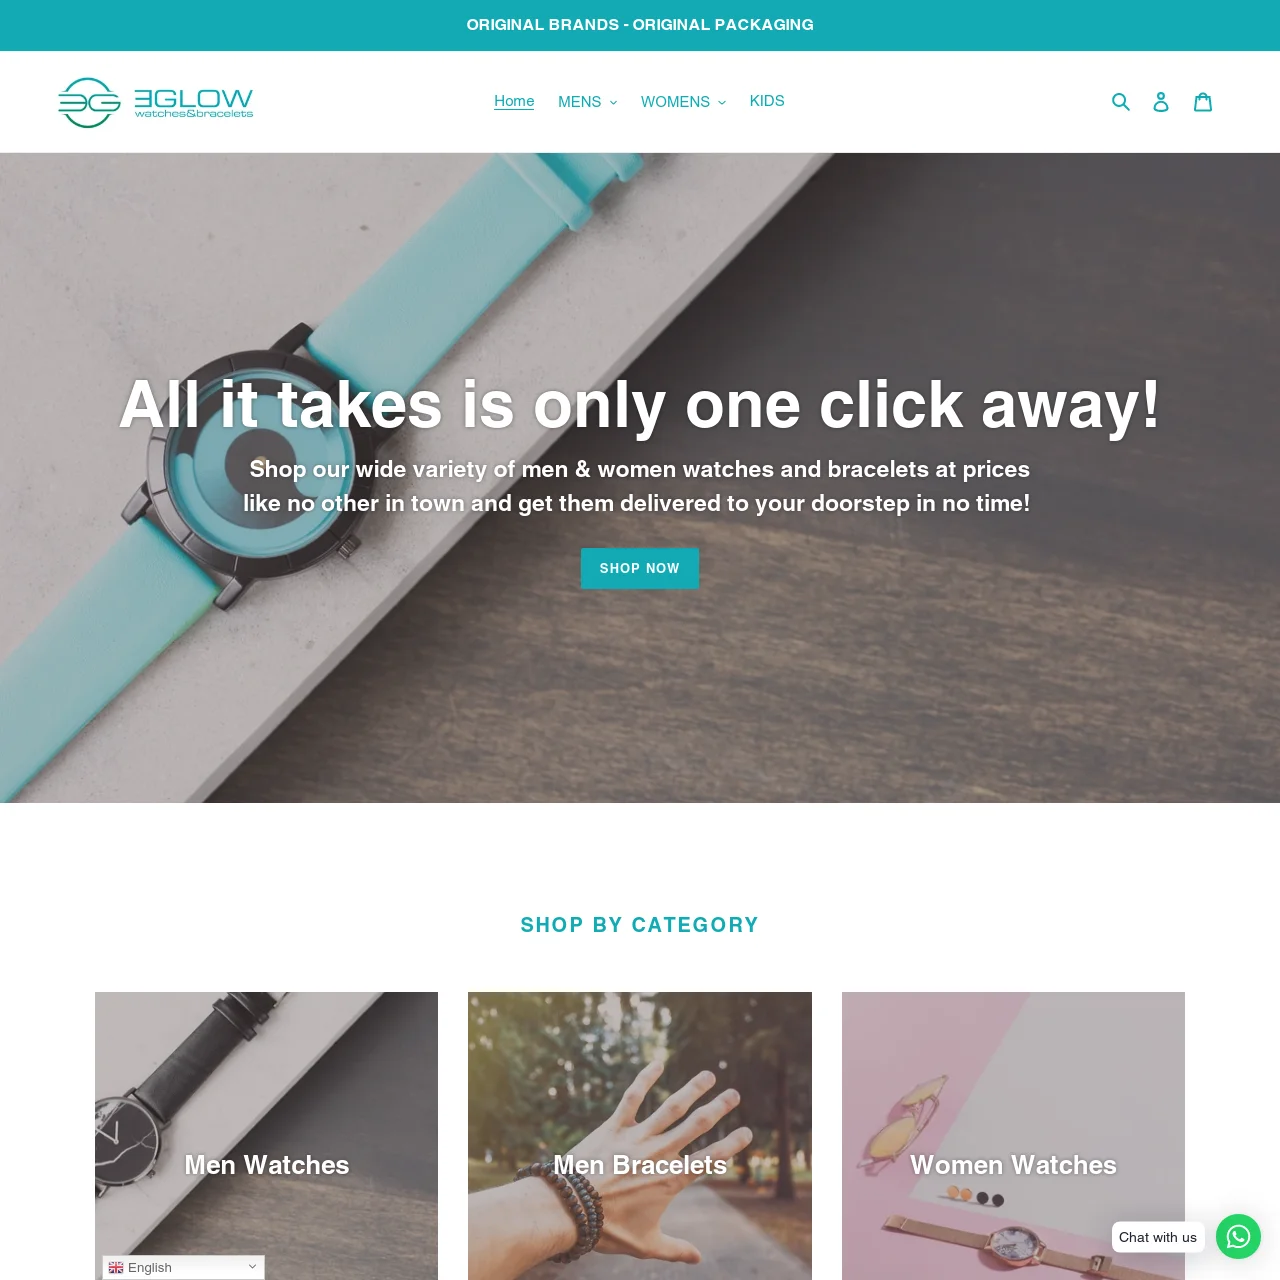 ORIGINAL BRANDS - ORIGINAL PACKAGING
ƎGLOW
watches&bracelets
Home
MENS
WOMENS
KIDS
All it takes is only one click away!
Shop our wide variety of men & women watches and bracelets at prices
like no other in town and get them delivered to your doorstep in no time!
SHOP NOW
SHOP BY CATEGORY
Men Watches
Men Bracelets
Women Watches
Chat with us
English